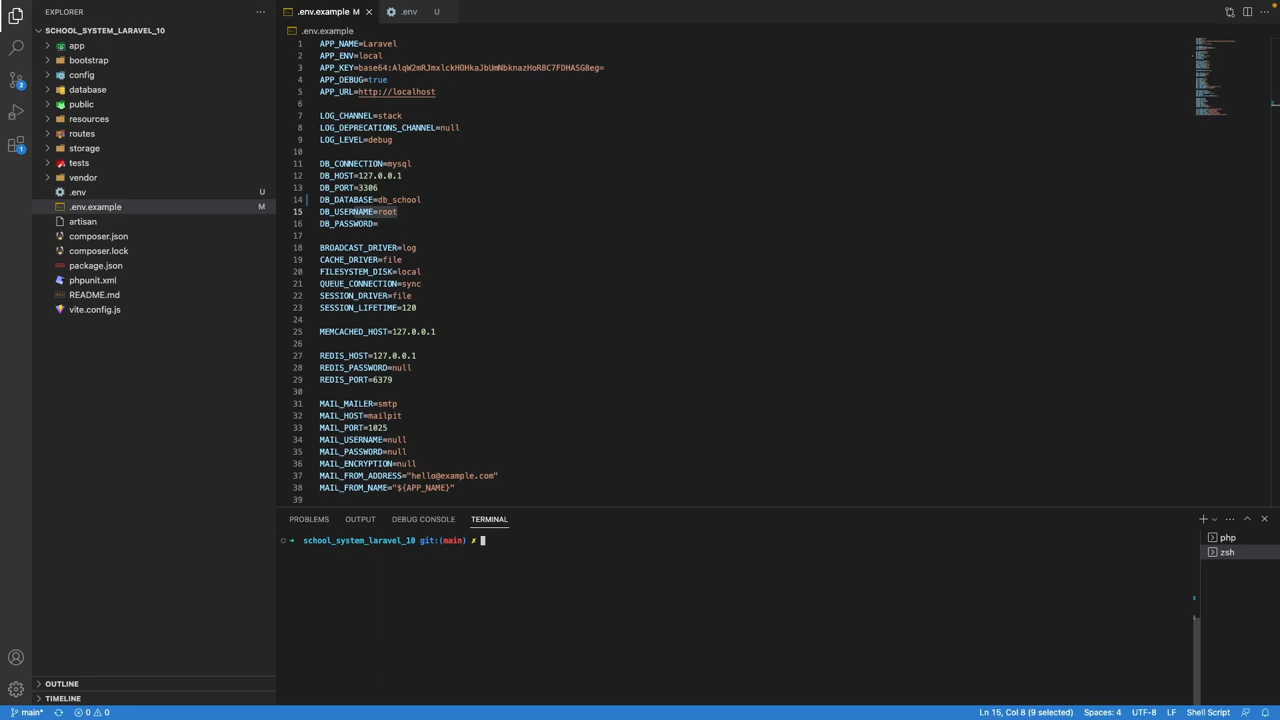 EXPLORER
SCHOOL_SYSTEM_LARAVEL_10
app
bootstrap
config
database
public
resources
routes
storage
tests
vendor
.env U
.env.example M
artisan
composer.json
composer.lock
package.json
phpunit.xml
README.md
vite.config.js
OUTLINE
TIMELINE
2
1
.env.example M
.env U
.env.example
1 APP_NAME=Laravel
2 APP_ENV=local
3 APP_KEY=base64:AlqW2mRJmxlckHOHkaJbUmNbknazHoR8C7FDHASG8eg=
4 APP_DEBUG=true
5 APP_URL=http://localhost
6
7 LOG_CHANNEL=stack
8 LOG_DEPRECATIONS_CHANNEL=null
9 LOG_LEVEL=debug
10
11 DB_CONNECTION=mysql
12 DB_HOST=127.0.0.1
13 DB_PORT=3306
14 DB_DATABASE=db_school
15 DB_USERNAME=root
16 DB_PASSWORD=
17
18 BROADCAST_DRIVER=log
19 CACHE_DRIVER=file
20 FILESYSTEM_DISK=local
21 QUEUE_CONNECTION=sync
22 SESSION_DRIVER=file
23 SESSION_LIFETIME=120
24
25 MEMCACHED_HOST=127.0.0.1
26
27 REDIS_HOST=127.0.0.1
28 REDIS_PASSWORD=null
29 REDIS_PORT=6379
30
31 MAIL_MAILER=smtp
32 MAIL_HOST=mailpit
33 MAIL_PORT=1025
34 MAIL_USERNAME=null
35 MAIL_PASSWORD=null
36 MAIL_ENCRYPTION=null
37 MAIL_FROM_ADDRESS="hello@example.com"
38 MAIL_FROM_NAME="${APP_NAME}"
39
PROBLEMS OUTPUT DEBUG CONSOLE TERMINAL
school_system_laravel_10 git:(main) ✗
php
zsh
main* 0 0 Ln 15, Col 8 (9 selected) Spaces: 4 UTF-8 LF Shell Script